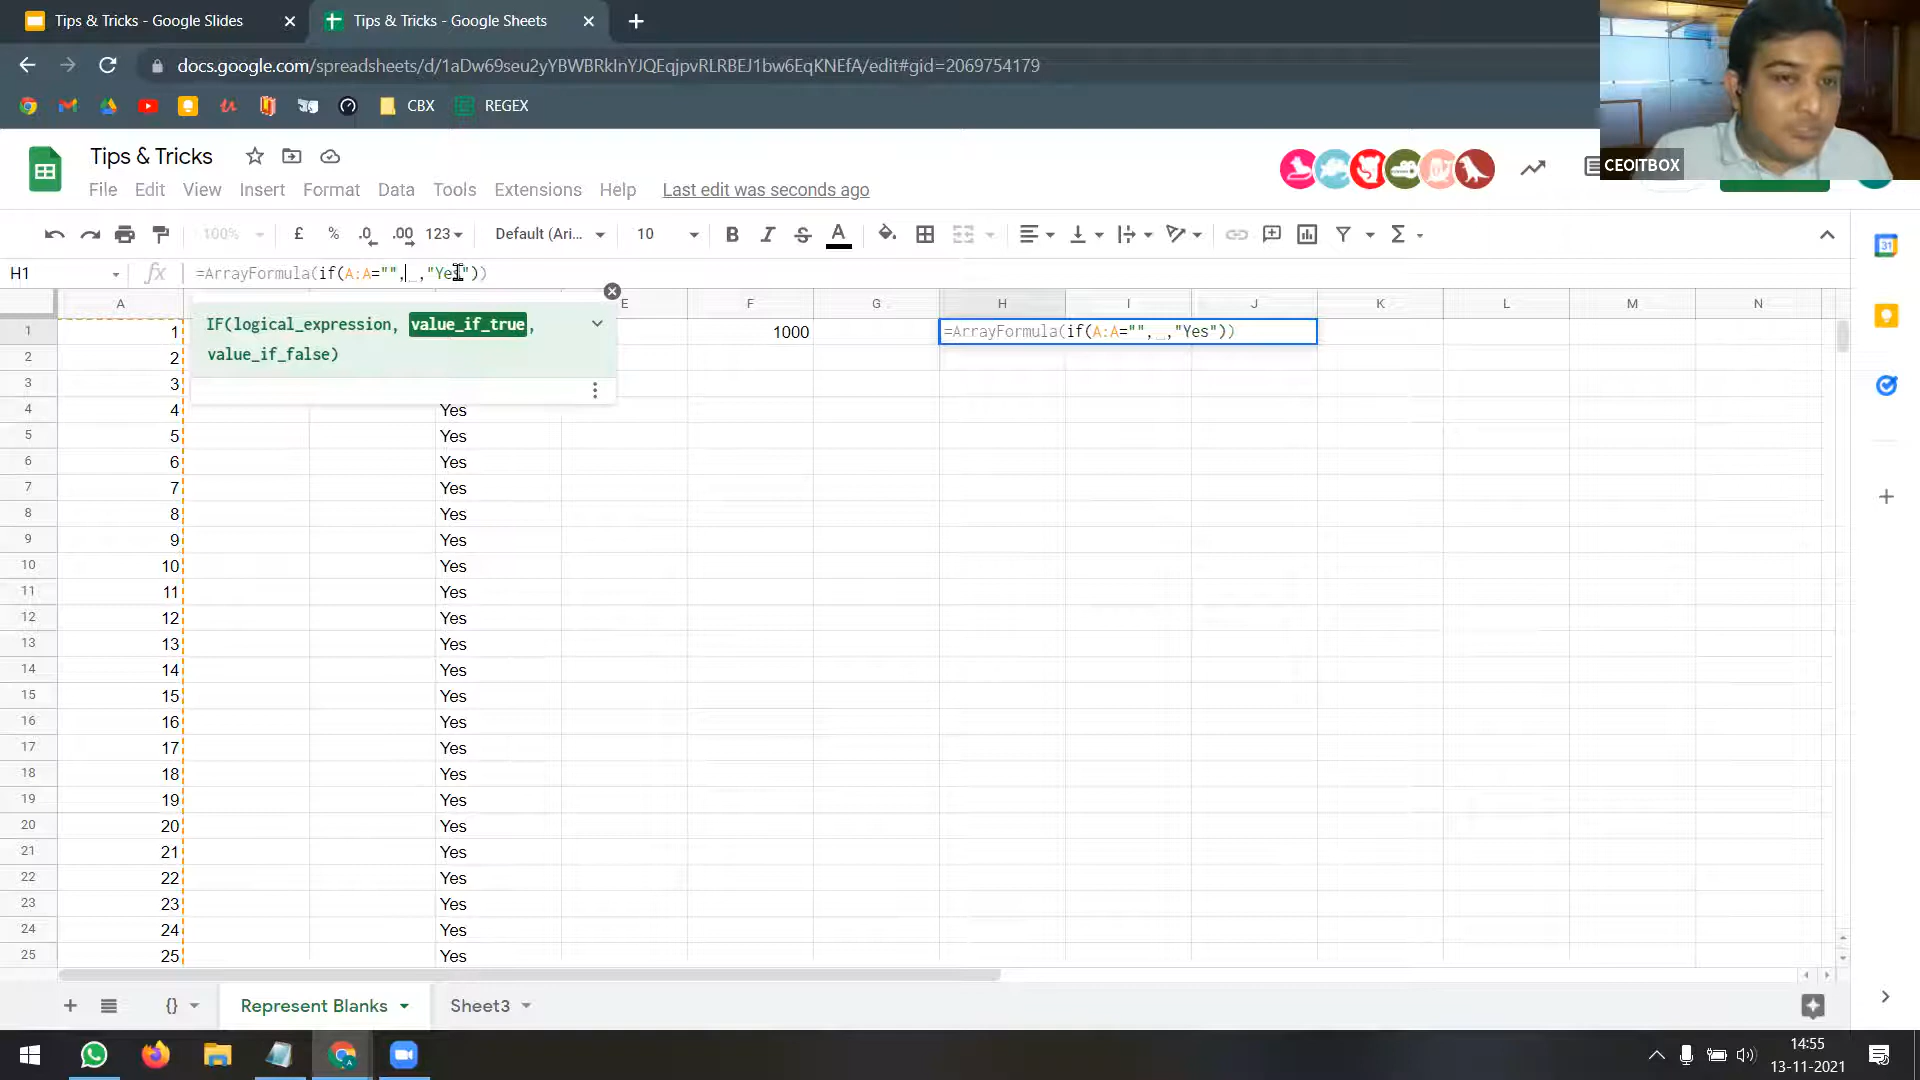 Tips & Tricks - Google Slides
Tips & Tricks - Google Sheets
docs.google.com/spreadsheets/d/1aDw69seu2yYBWBRkInYJQEqjpvRLRBEJ1bw6EqKNEfA/edit#gid=2069754179
CBX
REGEX
CEOITBOX
Tips & Tricks
File Edit View Insert Format Data Tools Extensions Help Last edit was seconds ago
100% £ % .0 .00 123 Default (Ari... 10 B I S A Σ
H1 fx =ArrayFormula(if(A:A="", ,"Yes"))
A E F G H I J K L M N
IF(logical_expression, value_if_true,
value_if_false)
1 1 1000 =ArrayFormula(if(A:A="", ,"Yes"))
2 2
3 3
4 4 Yes
5 5 Yes
6 6 Yes
7 7 Yes
8 8 Yes
9 9 Yes
10 10 Yes
11 11 Yes
12 12 Yes
13 13 Yes
14 14 Yes
15 15 Yes
16 16 Yes
17 17 Yes
18 18 Yes
19 19 Yes
20 20 Yes
21 21 Yes
22 22 Yes
23 23 Yes
24 24 Yes
25 25 Yes
{} Represent Blanks Sheet3
14:55
13-11-2021